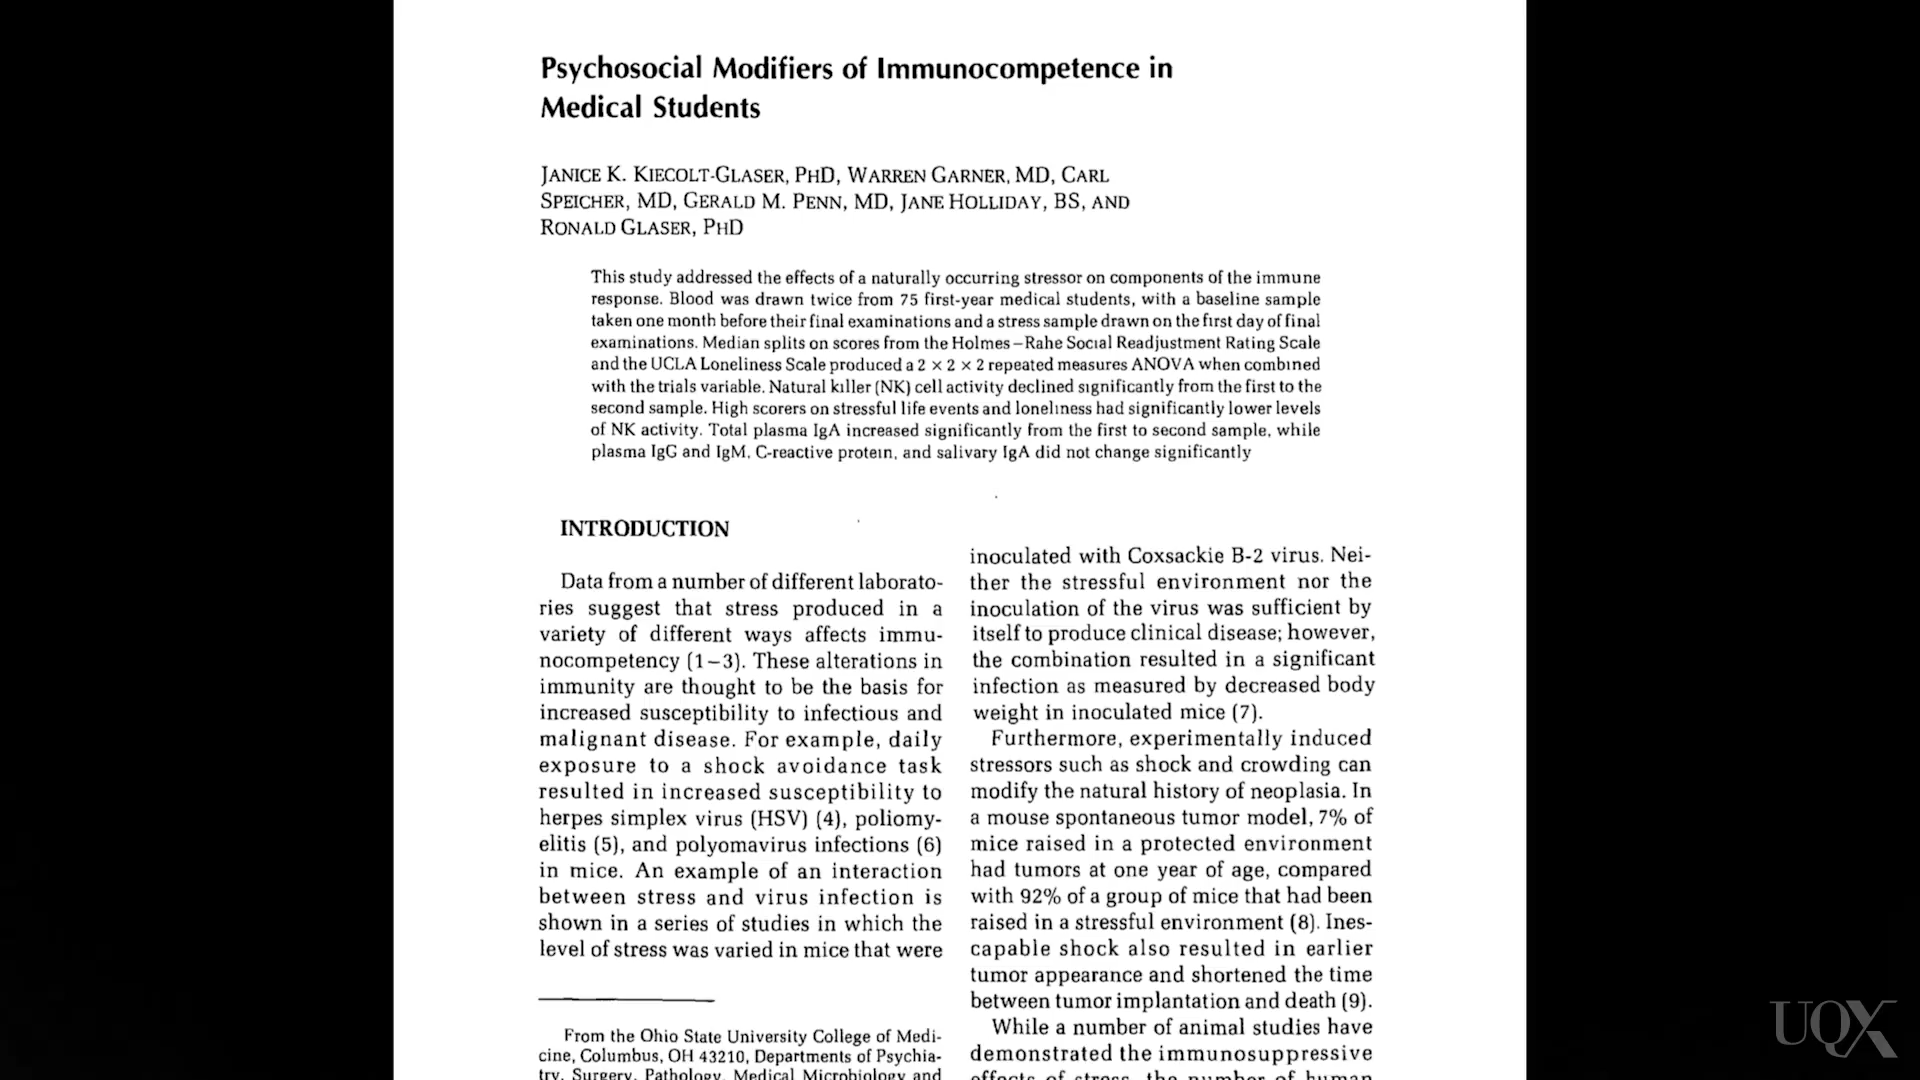 Psychosocial Modifiers of Immunocompetence in
Medical Students
JANICE K. KIECOLT-GLASER, PHD, WARREN GARNER, MD, CARL
SPEICHER, MD, GERALD M. PENN, MD, JANE HOLLIDAY, BS, AND
RONALD GLASER, PHD
This study addressed the effects of a naturally occurring stressor on components of the immune
response. Blood was drawn twice from 75 first-year medical students, with a baseline sample
taken one month before their final examinations and a stress sample drawn on the first day of final
examinations. Median splits on scores from the Holmes–Rahe Social Readjustment Rating Scale
and the UCLA Loneliness Scale produced a 2 × 2 × 2 repeated measures ANOVA when combined
with the trials variable. Natural killer (NK) cell activity declined significantly from the first to the
second sample. High scorers on stressful life events and loneliness had significantly lower levels
of NK activity. Total plasma IgA increased significantly from the first to second sample, while
plasma IgG and IgM, C-reactive protein, and salivary IgA did not change significantly
INTRODUCTION
Data from a number of different laborato-
ries suggest that stress produced in a
variety of different ways affects immu-
nocompetency (1–3). These alterations in
immunity are thought to be the basis for
increased susceptibility to infectious and
malignant disease. For example, daily
exposure to a shock avoidance task
resulted in increased susceptibility to
herpes simplex virus (HSV) (4), poliomy-
elitis (5), and polyomavirus infections (6)
in mice. An example of an interaction
between stress and virus infection is
shown in a series of studies in which the
level of stress was varied in mice that were
From the Ohio State University College of Medi-
cine, Columbus, OH 43210, Departments of Psychia-
try, Surgery, Pathology, Medical Microbiology and
inoculated with Coxsackie B-2 virus. Nei-
ther the stressful environment nor the
inoculation of the virus was sufficient by
itself to produce clinical disease; however,
the combination resulted in a significant
infection as measured by decreased body
weight in inoculated mice (7).
Furthermore, experimentally induced
stressors such as shock and crowding can
modify the natural history of neoplasia. In
a mouse spontaneous tumor model, 7% of
mice raised in a protected environment
had tumors at one year of age, compared
with 92% of a group of mice that had been
raised in a stressful environment (8). Ines-
capable shock also resulted in earlier
tumor appearance and shortened the time
between tumor implantation and death (9).
While a number of animal studies have
demonstrated the immunosuppressive
effects of stress, the number of human
UQX